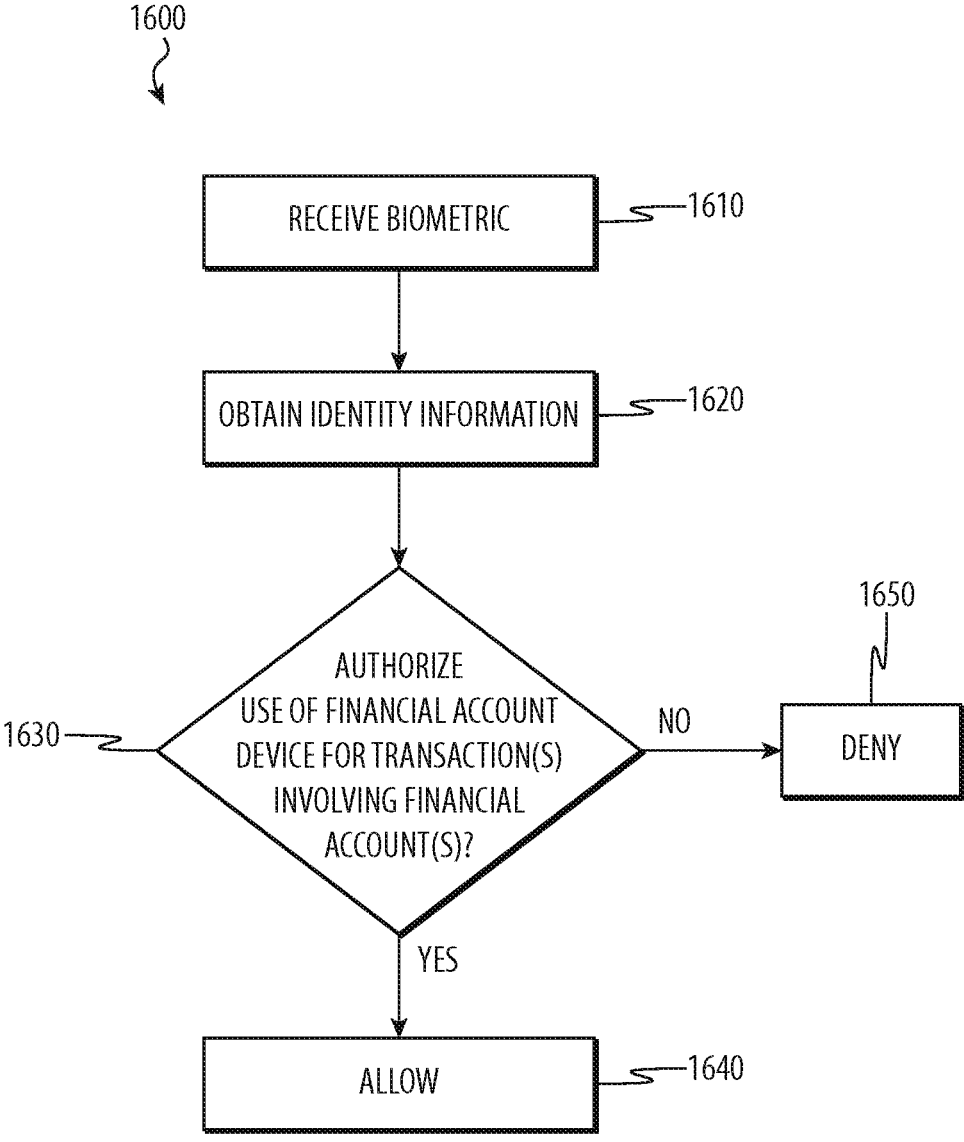 1600
RECEIVE BIOMETRIC
1610
OBTAIN IDENTITY INFORMATION
1620
AUTHORIZE
USE OF FINANCIAL ACCOUNT
DEVICE FOR TRANSACTION(S)
INVOLVING FINANCIAL
ACCOUNT(S)?
1630
NO
1650
DENY
YES
ALLOW
1640